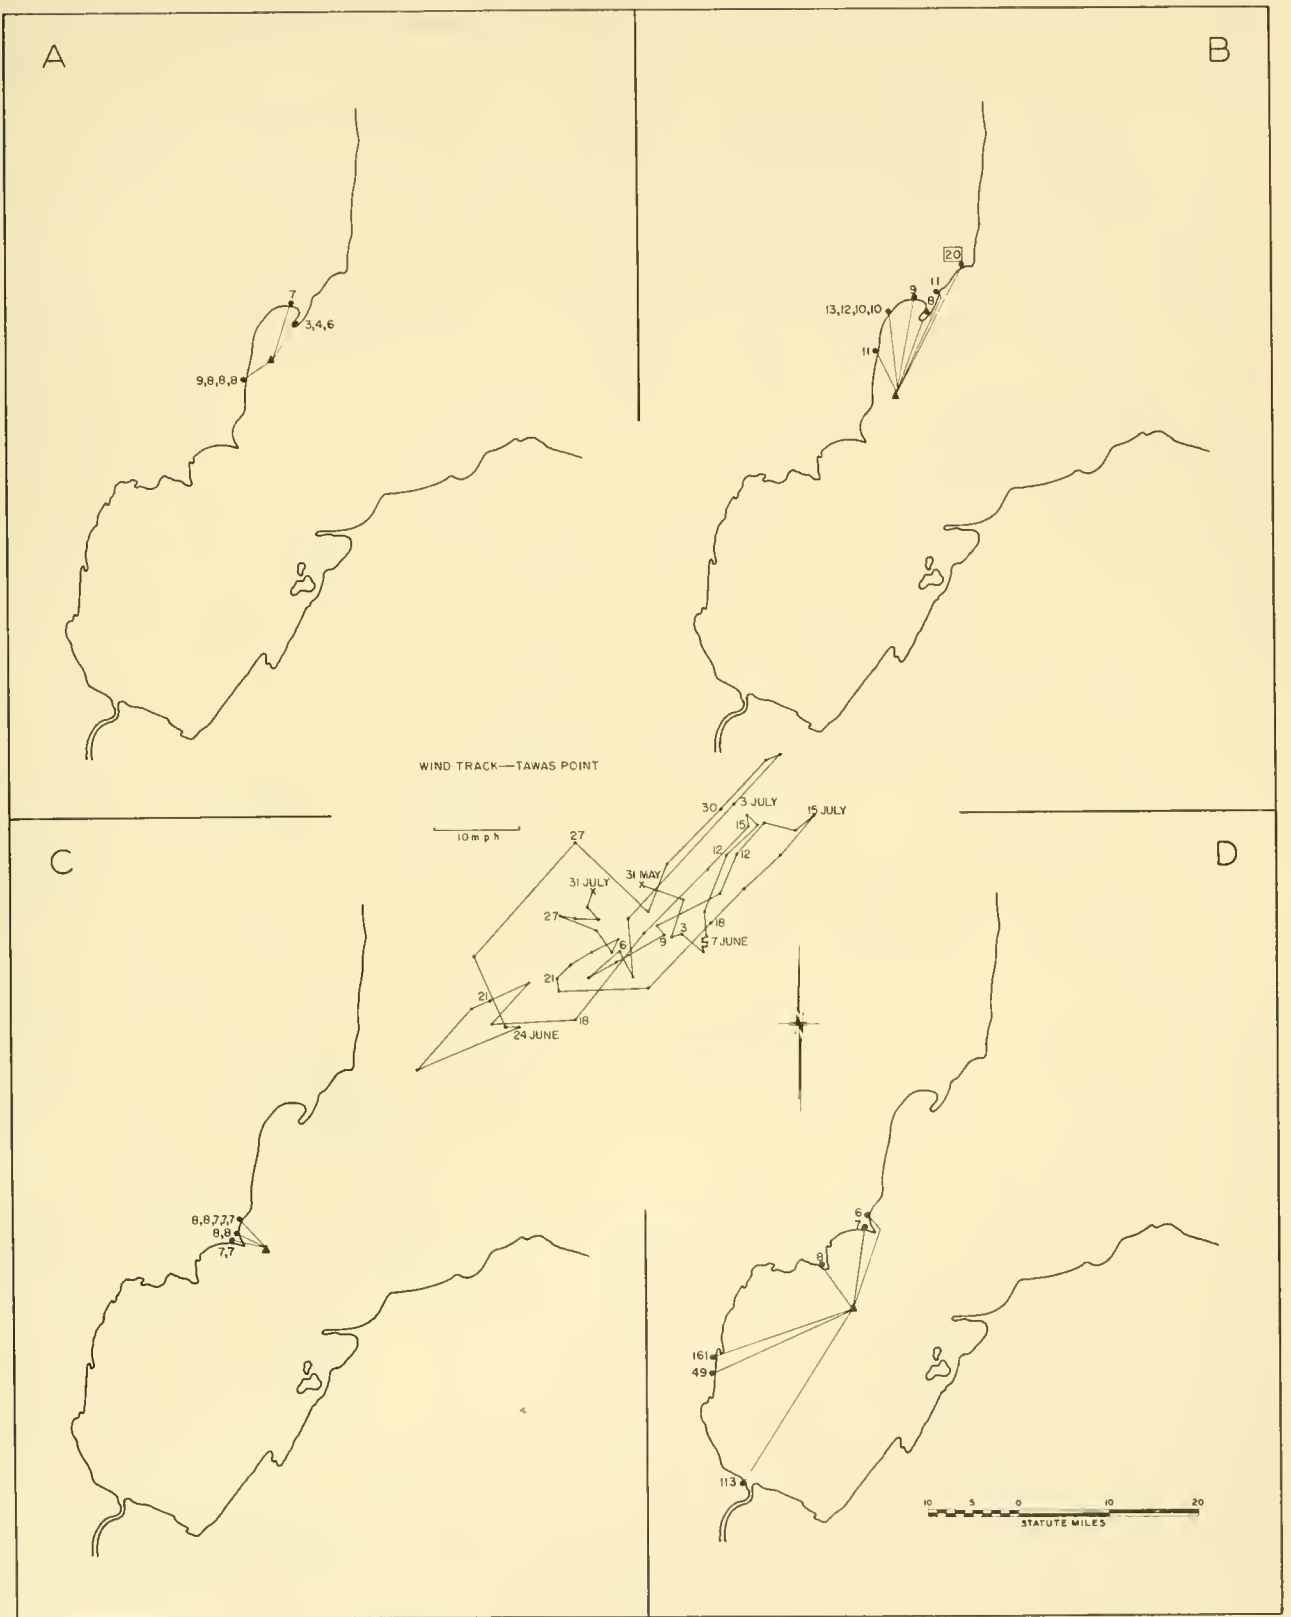 A
B
20
7
3,4,6
9,8,8,8
9
11
8
13,12,10,10
11
WIND TRACK—TAWAS POINT
10 mph
27
30
3 JULY
15 JULY
15
12
12
31 JULY
31 MAY
27
18
3
9
7 JUNE
6
21
21
18
24 JUNE
C
D
8,8,7,7,7
8,8
7,7
6
7
8
161
49
113
10
5
0
10
20
STATUTE MILES